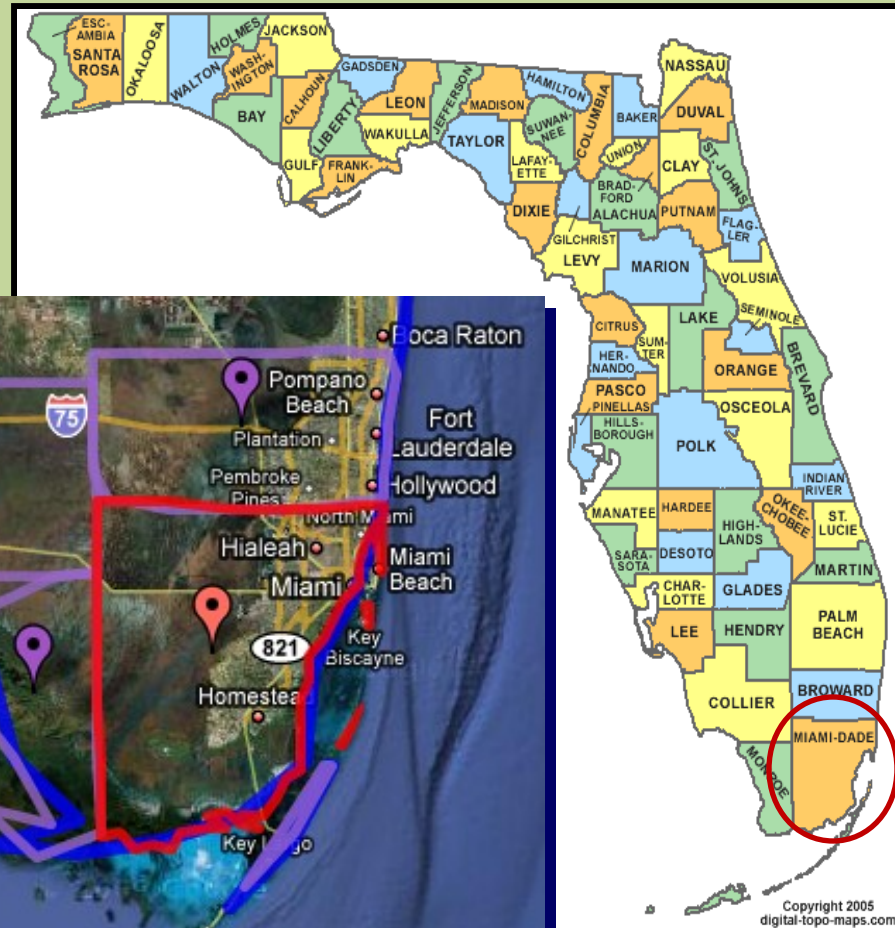 ESC-
AMBIA
SANTA
ROSA
OKALOOSA
WALTON
HOLMES
WASH-
INGTON
JACKSON
BAY
CALHOUN
GULF
GADSDEN
LIBERTY
FRANK-
LIN
LEON
WAKULLA
JEFFERSON
MADISON
TAYLOR
HAMILTON
SUWAN-
NEE
LAFAY-
ETTE
DIXIE
COLUMBIA
BAKER
UNION
BRAD-
FORD
ALACHUA
GILCHRIST
LEVY
NASSAU
DUVAL
CLAY
ST. JOHNS
PUTNAM
FLAG-
LER
MARION
VOLUSIA
CITRUS
SUM-
TER
LAKE
SEMINOLE
HER-
NANDO
ORANGE
BREVARD
PASCO
PINELLAS
OSCEOLA
HILLS-
BOROUGH
POLK
INDIAN
RIVER
MANATEE
HARDEE
HIGH-
LANDS
OKEE-
CHOBEE
ST.
LUCIE
SARA-
SOTA
DESOTO
MARTIN
CHAR-
LOTTE
GLADES
PALM
BEACH
LEE
HENDRY
COLLIER
BROWARD
MONROE
MIAMI-DADE
Copyright 2005
digital-topo-maps.com
Boca Raton
75
Pompano
Beach
Plantation
Fort
Lauderdale
Pembroke
Pines
Hollywood
North Miami
Hialeah
Miami
Beach
Miami
821
Key
Biscayne
Homestead
Key Largo